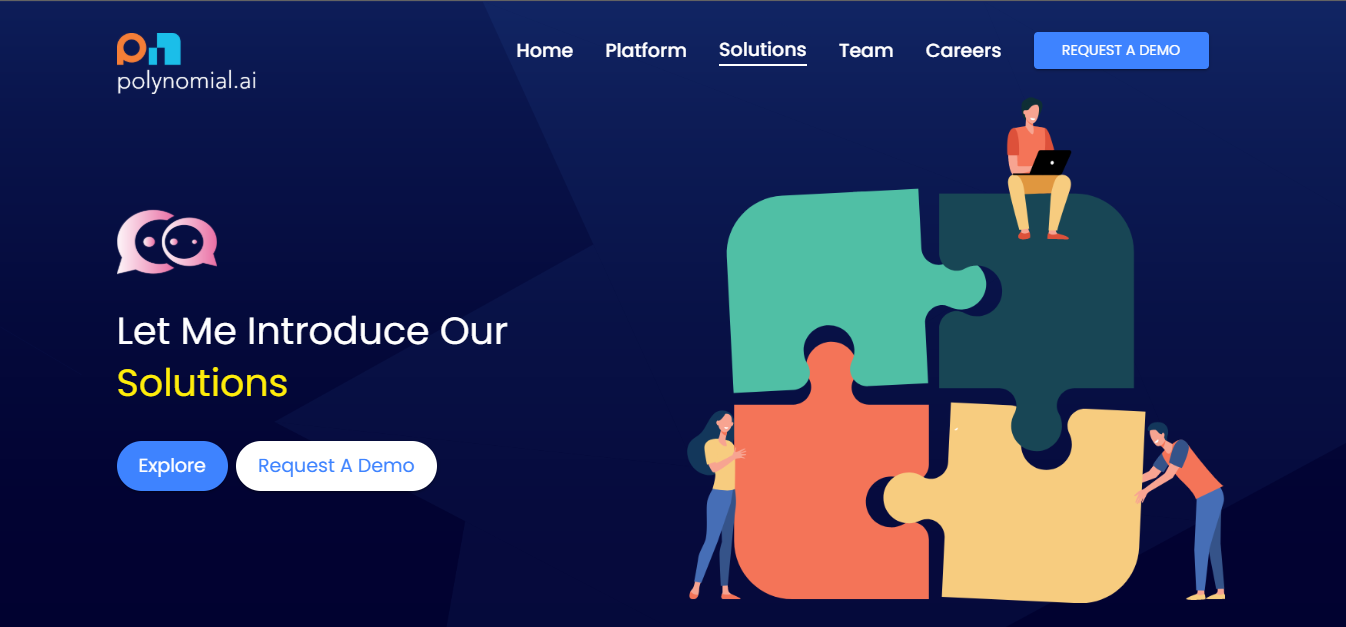 polynomial.ai
Home Platform Solutions Team Careers REQUEST A DEMO
Let Me Introduce Our
Solutions
Explore Request A Demo